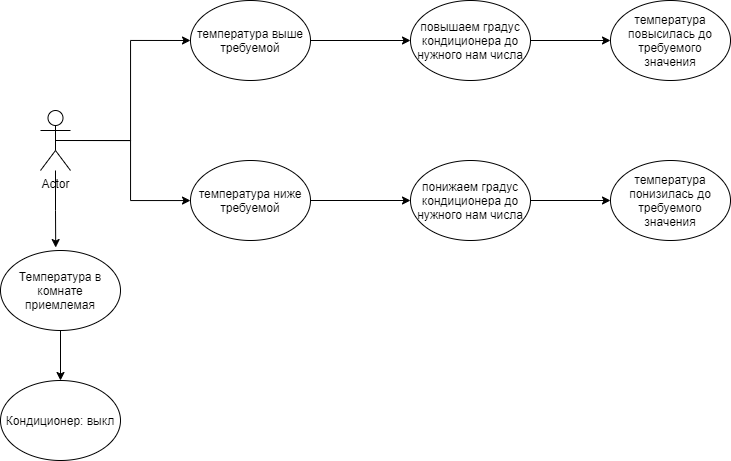 температура выше
требуемой
повышаем градус
кондиционера до
нужного нам числа
температура
повысилась до
требуемого
значения
Actor
температура ниже
требуемой
понижаем градус
кондиционера до
нужного нам числа
температура
понизилась до
требуемого
значения
Температура в
комнате
приемлемая
Кондиционер: выкл